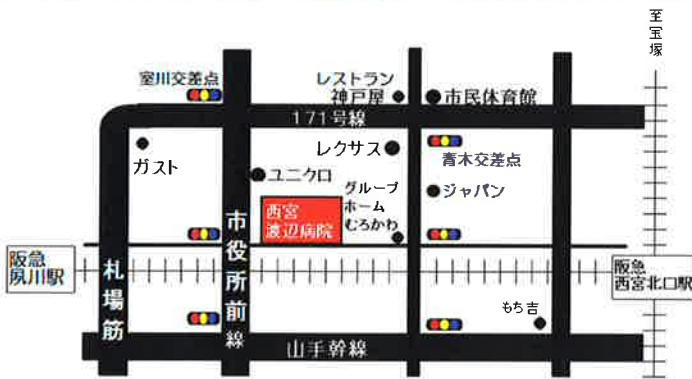 至宝塚
室川交差点
レストラン
神戸屋
市民体育館
171号線
ガスト
レクサス
青木交差点
ユニクロ
グループ
ホーム
むろかわ
ジャパン
西宮
渡辺病院
市役所前線
阪急
夙川駅
札場筋
阪急
西宮北口駅
もち吉
山手幹線